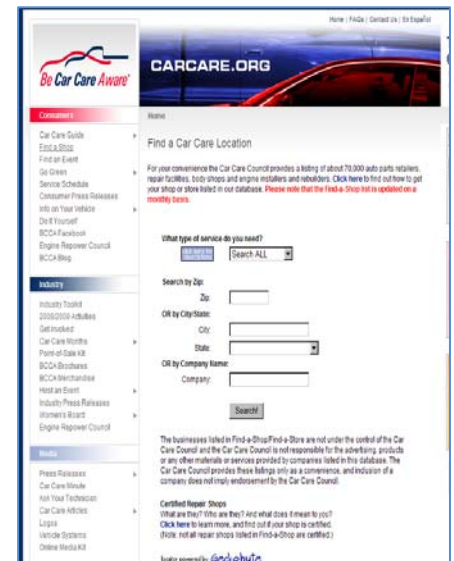 Home | FAQs | Contact Us | En Español
Be Car Care Aware
CARCARE.ORG
Consumers
Car Care Guide
Find a Shop
Find an Event
Go Green
Service Schedule
Consumer Press Releases
Info on Your Vehicle
Do It Yourself
BCCA Facebook
Engine Repower Council
BCCA Blog
Industry
Industry Toolkit
2008/2009 Activities
Get Involved
Car Care Months
Point-of-Sale Kit
BCCA Brochures
BCCA Merchandise
Host an Event
Industry Press Releases
Women's Board
Engine Repower Council
Media
Press Releases
Car Care Minute
Ask Your Technician
Car Care Articles
Logos
Vehicle Systems
Online Media Kit
Home
Find a Car Care Location
For your convenience the Car Care Council provides a listing of about 70,000 auto parts retailers,
repair facilities, body shops and engine installers and rebuilders. Click here to find out how to get
your shop or store listed in our database. Please note that the Find-a-Shop list is updated on a
monthly basis.
What type of service do you need?
Search ALL
Search by Zip:
Zip:
OR by City/State:
City:
State:
OR by Company Name:
Company:
Search!
The businesses listed in Find-a-Shop/Find-a-Store are not under the control of the Car
Care Council and the Car Care Council is not responsible for the advertising, products
or any other materials or services provided by companies listed in this database. The
Car Care Council provides these listings only as a convenience, and inclusion of a
company does not imply endorsement by the Car Care Council.
Certified Repair Shops
What are they? Who are they? And what does it mean to you?
Click here to learn more, and find out if your shop is certified.
(Note: not all repair shops listed in Find-a-Shop are certified.)
locator powered by Geckobyte